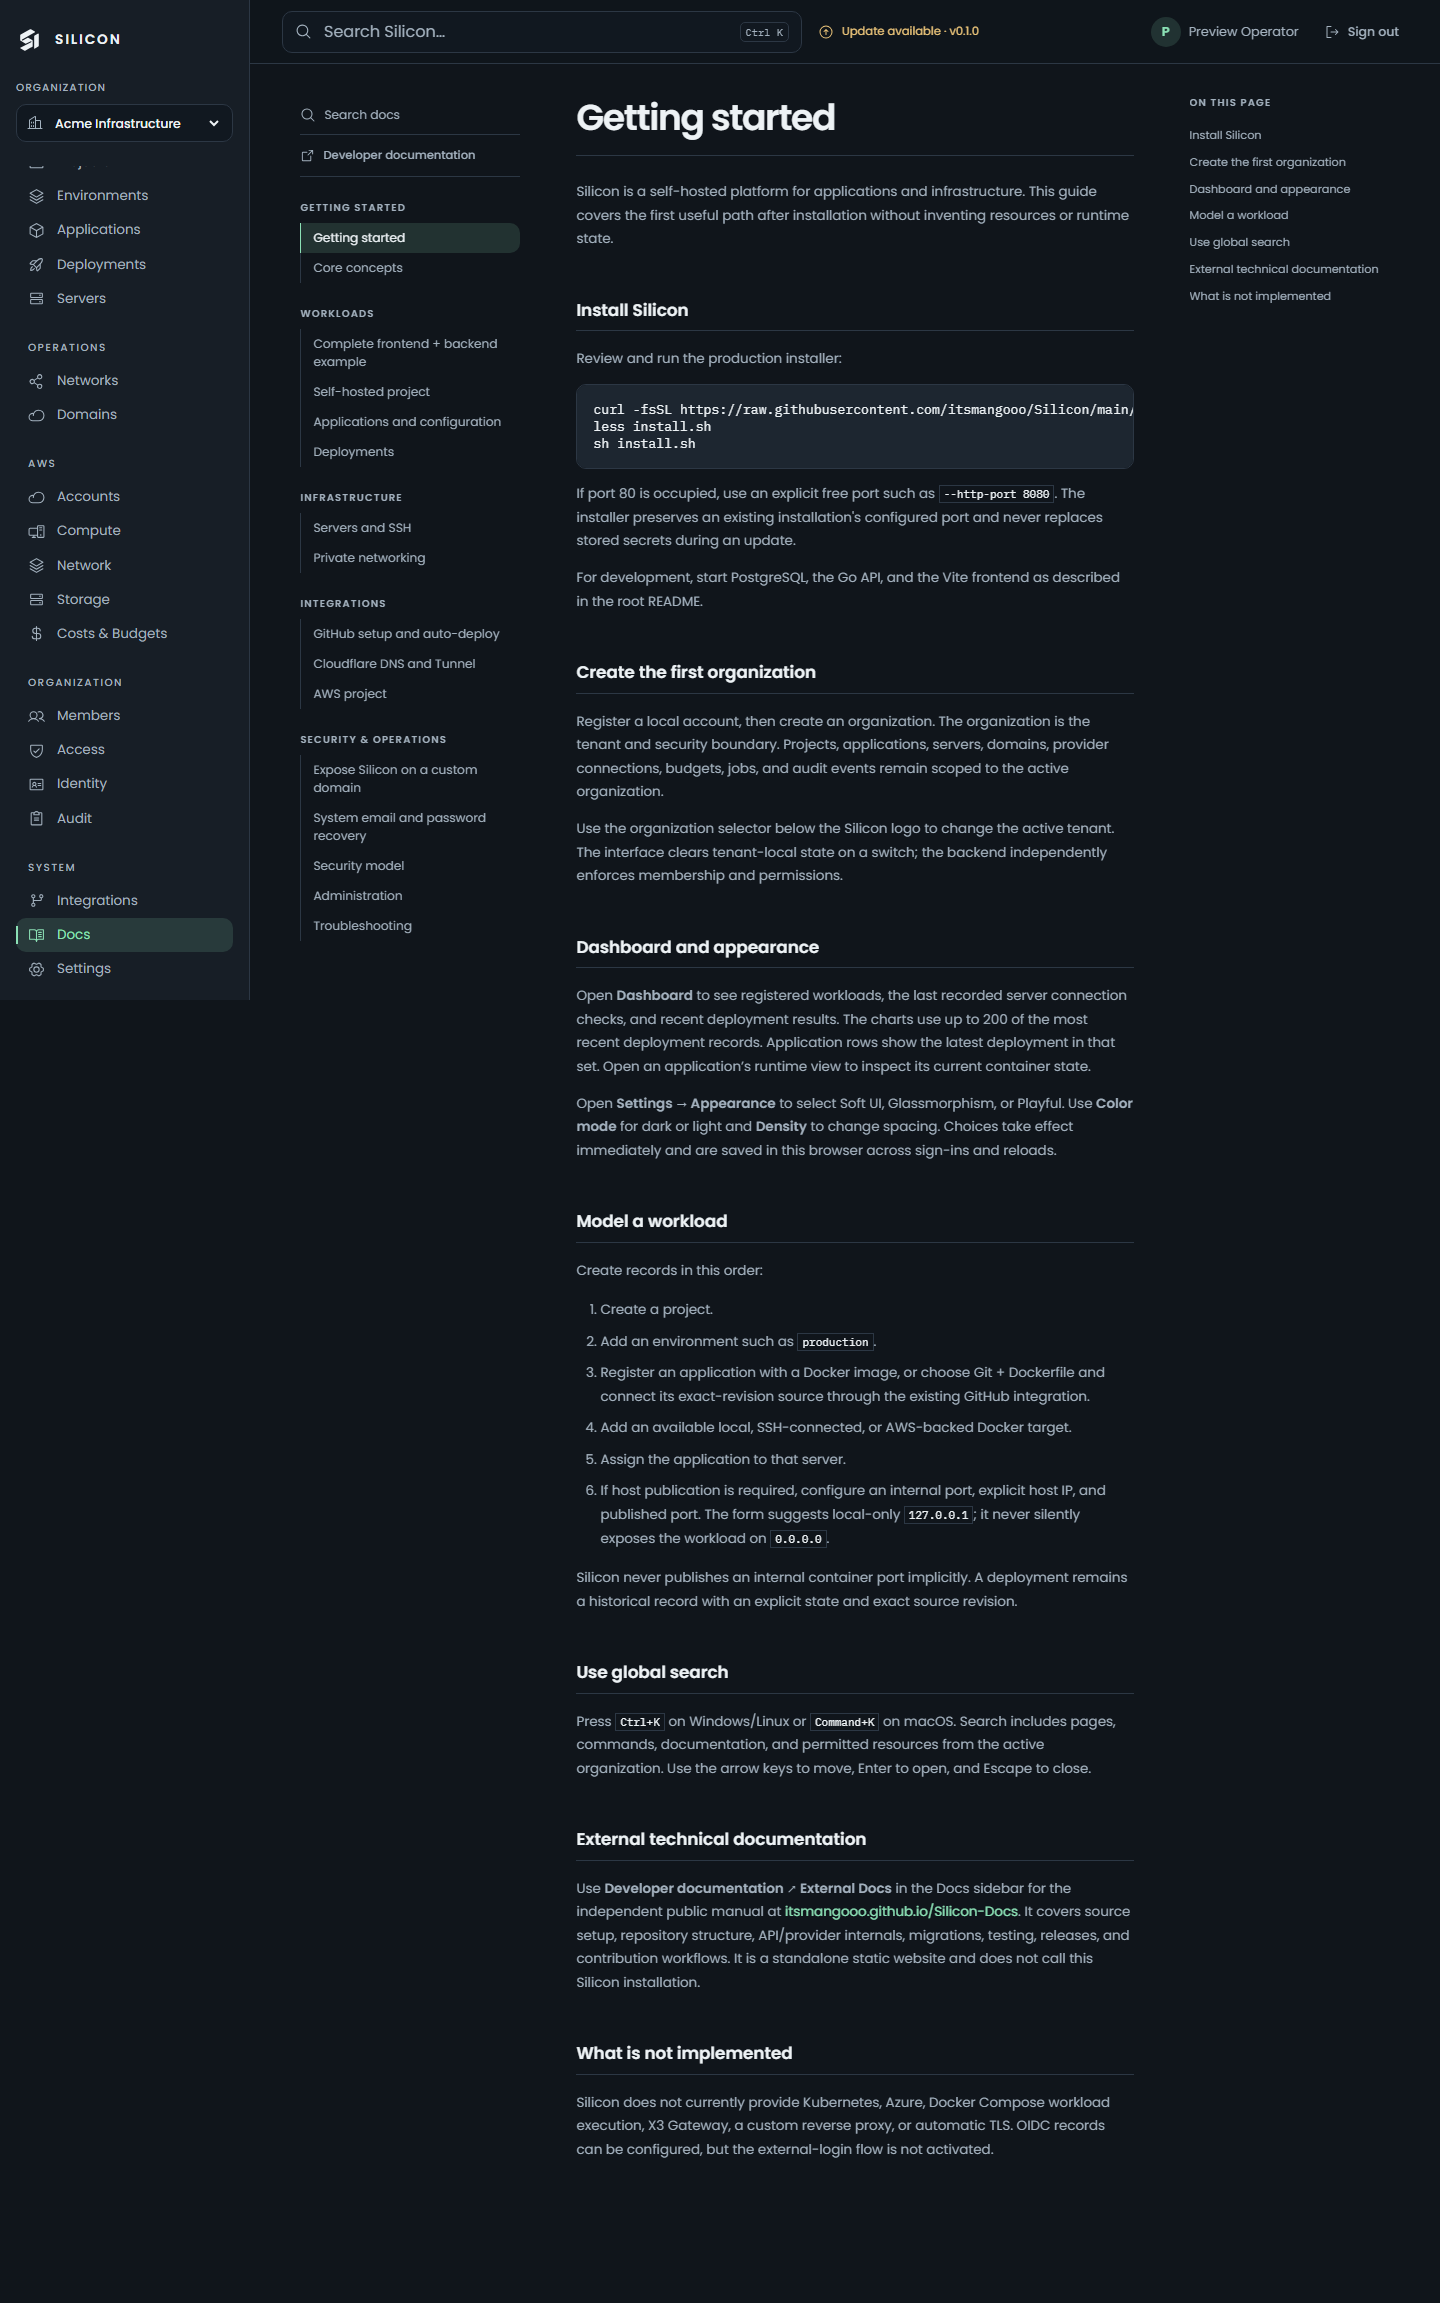 SILICON
ORGANIZATION
Acme Infrastructure
Environments
Applications
Deployments
Servers
OPERATIONS
Networks
Domains
AWS
Accounts
Compute
Network
Storage
Costs & Budgets
ORGANIZATION
Members
Access
Identity
Audit
SYSTEM
Integrations
Docs
Settings
Search Silicon...
Ctrl K
Update available · v0.1.0
P
Preview Operator
Sign out
Search docs
Developer documentation
GETTING STARTED
Getting started
Core concepts
WORKLOADS
Complete frontend + backend
example
Self-hosted project
Applications and configuration
Deployments
INFRASTRUCTURE
Servers and SSH
Private networking
INTEGRATIONS
GitHub setup and auto-deploy
Cloudflare DNS and Tunnel
AWS project
SECURITY & OPERATIONS
Expose Silicon on a custom
domain
System email and password
recovery
Security model
Administration
Troubleshooting
Getting started
Silicon is a self-hosted platform for applications and infrastructure. This guide
covers the first useful path after installation without inventing resources or runtime
state.
Install Silicon
Review and run the production installer:
curl -fsSL https://raw.githubusercontent.com/itsmangooo/Silicon/main/
less install.sh
sh install.sh
If port 80 is occupied, use an explicit free port such as --http-port 8080. The
installer preserves an existing installation's configured port and never replaces
stored secrets during an update.
For development, start PostgreSQL, the Go API, and the Vite frontend as described
in the root README.
Create the first organization
Register a local account, then create an organization. The organization is the
tenant and security boundary. Projects, applications, servers, domains, provider
connections, budgets, jobs, and audit events remain scoped to the active
organization.
Use the organization selector below the Silicon logo to change the active tenant.
The interface clears tenant-local state on a switch; the backend independently
enforces membership and permissions.
Dashboard and appearance
Open Dashboard to see registered workloads, the last recorded server connection
checks, and recent deployment results. The charts use up to 200 of the most
recent deployment records. Application rows show the latest deployment in that
set. Open an application’s runtime view to inspect its current container state.
Open Settings → Appearance to select Soft UI, Glassmorphism, or Playful. Use Color
mode for dark or light and Density to change spacing. Choices take effect
immediately and are saved in this browser across sign-ins and reloads.
Model a workload
Create records in this order:
1. Create a project.
2. Add an environment such as production.
3. Register an application with a Docker image, or choose Git + Dockerfile and
connect its exact-revision source through the existing GitHub integration.
4. Add an available local, SSH-connected, or AWS-backed Docker target.
5. Assign the application to that server.
6. If host publication is required, configure an internal port, explicit host IP, and
published port. The form suggests local-only 127.0.0.1; it never silently
exposes the workload on 0.0.0.0.
Silicon never publishes an internal container port implicitly. A deployment remains
a historical record with an explicit state and exact source revision.
Use global search
Press Ctrl+K on Windows/Linux or Command+K on macOS. Search includes pages,
commands, documentation, and permitted resources from the active
organization. Use the arrow keys to move, Enter to open, and Escape to close.
External technical documentation
Use Developer documentation ↗ External Docs in the Docs sidebar for the
independent public manual at itsmangooo.github.io/Silicon-Docs. It covers source
setup, repository structure, API/provider internals, migrations, testing, releases, and
contribution workflows. It is a standalone static website and does not call this
Silicon installation.
What is not implemented
Silicon does not currently provide Kubernetes, Azure, Docker Compose workload
execution, X3 Gateway, a custom reverse proxy, or automatic TLS. OIDC records
can be configured, but the external-login flow is not activated.
ON THIS PAGE
Install Silicon
Create the first organization
Dashboard and appearance
Model a workload
Use global search
External technical documentation
What is not implemented